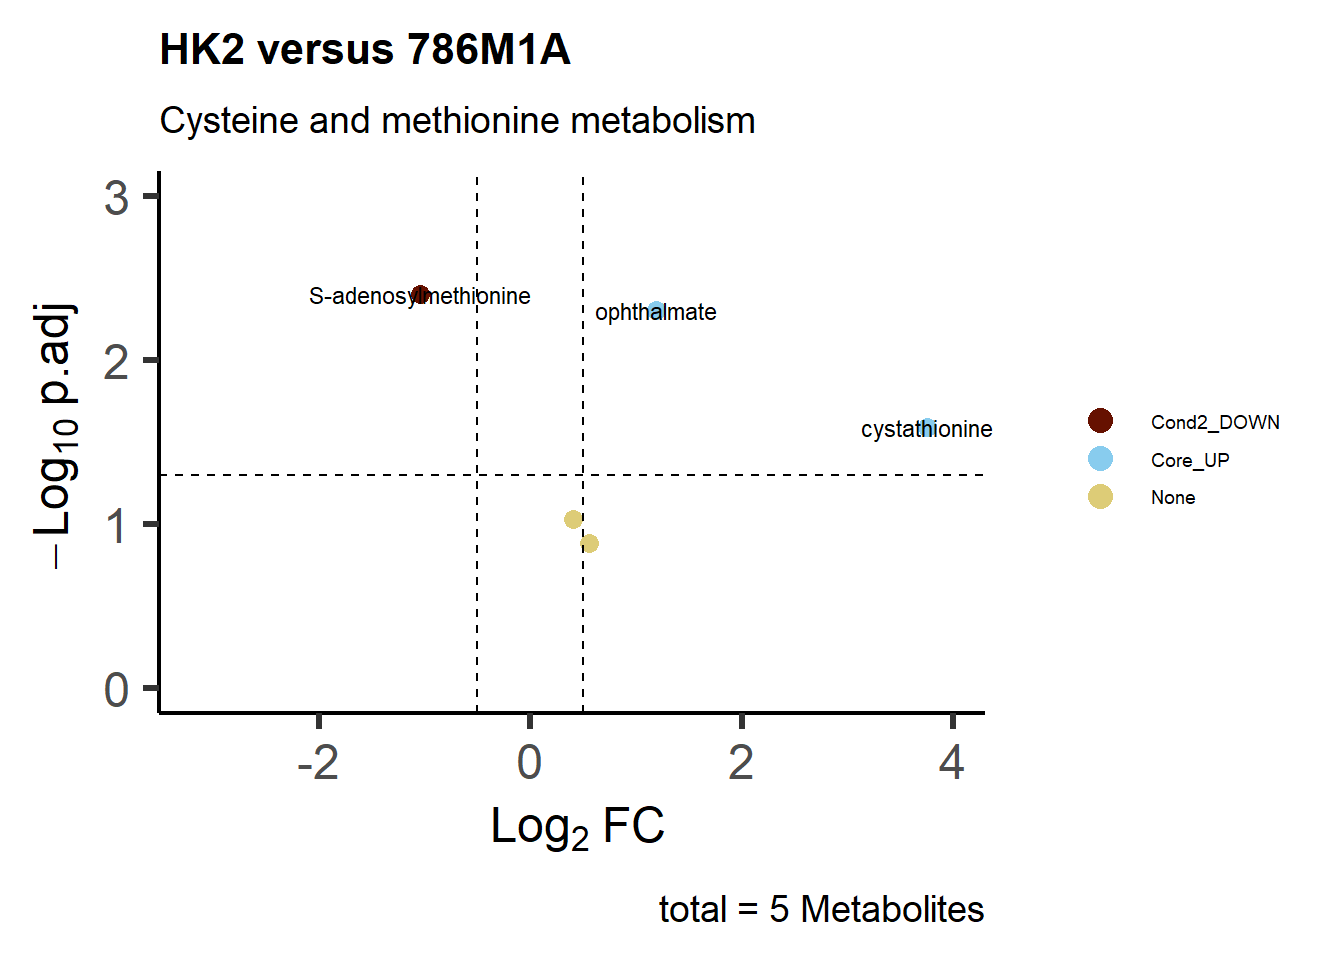 HK2 versus 786M1A
Cysteine and methionine metabolism
−Log10 p.adj
3
2
1
0
S-adenosylmethionine
ophthalmate
cystathionine
Cond2_DOWN
Core_UP
None
-2 0 2 4
Log2 FC
total = 5 Metabolites